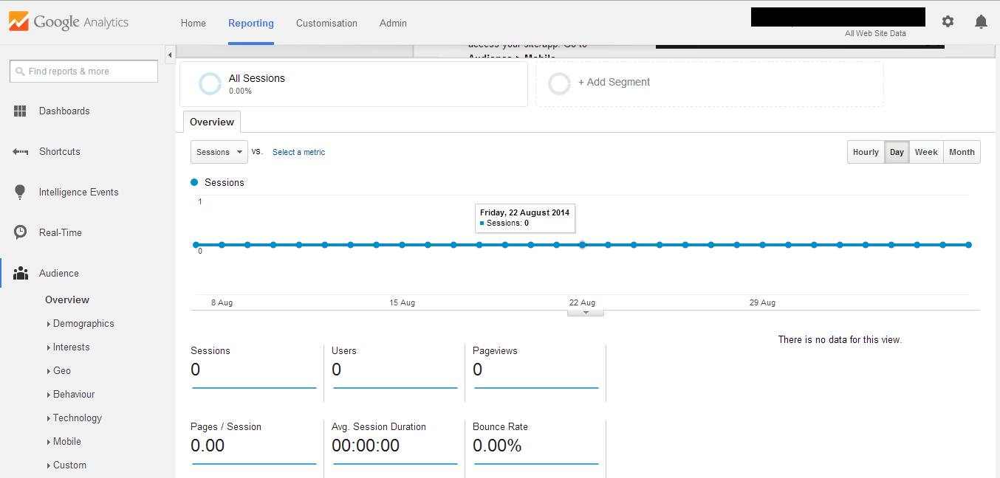 Google Analytics
Home Reporting Customisation Admin
All Web Site Data
access your site/app. Go to
Audience > Mobile
Find reports & more
Dashboards
Shortcuts
Intelligence Events
Real-Time
Audience
Overview
Demographics
Interests
Geo
Behaviour
Technology
Mobile
Custom
All Sessions
0.00%
+ Add Segment
Overview
Sessions vs. Select a metric
Hourly Day Week Month
Sessions
1
Friday, 22 August 2014
Sessions: 0
0
8 Aug 15 Aug 22 Aug 29 Aug
There is no data for this view.
Sessions Users Pageviews
0 0 0
Pages / Session Avg. Session Duration Bounce Rate
0.00 00:00:00 0.00%